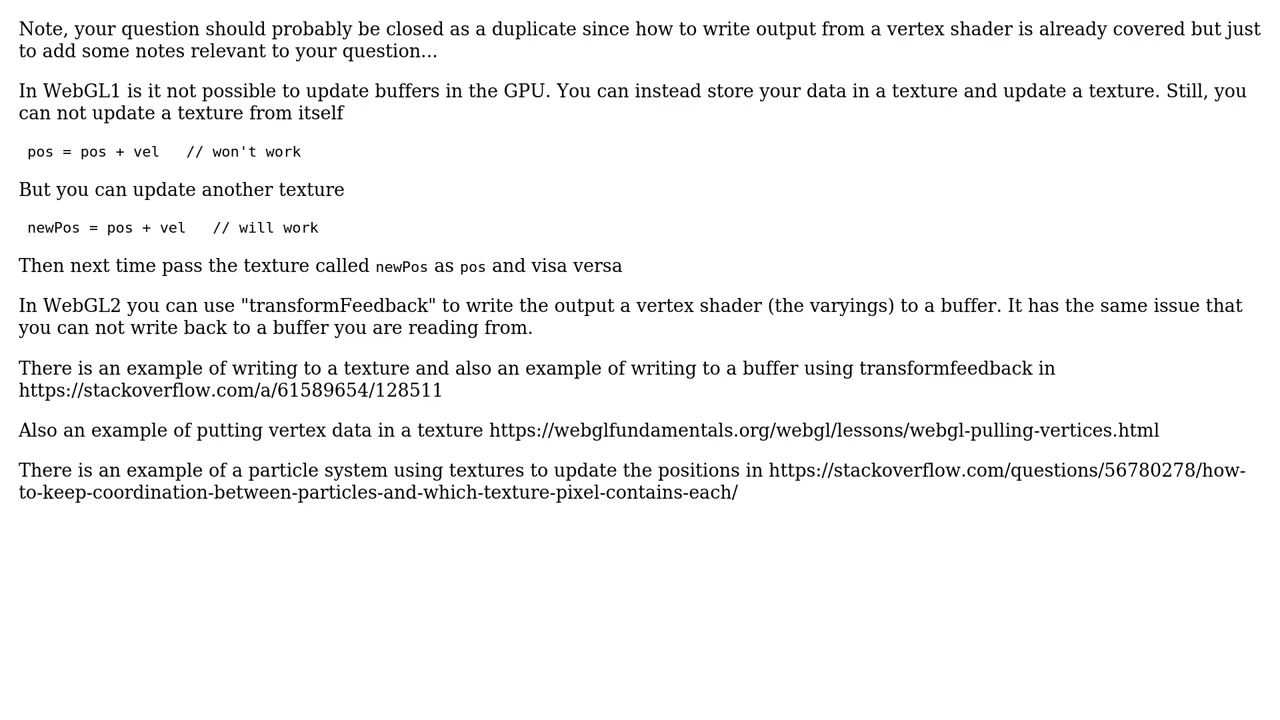 Note, your question should probably be closed as a duplicate since how to write output from a vertex shader is already covered but just
to add some notes relevant to your question...
In WebGL1 is it not possible to update buffers in the GPU. You can instead store your data in a texture and update a texture. Still, you
can not update a texture from itself
pos = pos + vel   // won't work
But you can update another texture
newPos = pos + vel   // will work
Then next time pass the texture called newPos as pos and visa versa
In WebGL2 you can use "transformFeedback" to write the output a vertex shader (the varyings) to a buffer. It has the same issue that
you can not write back to a buffer you are reading from.
There is an example of writing to a texture and also an example of writing to a buffer using transformfeedback in
https://stackoverflow.com/a/61589654/128511
Also an example of putting vertex data in a texture https://webglfundamentals.org/webgl/lessons/webgl-pulling-vertices.html
There is an example of a particle system using textures to update the positions in https://stackoverflow.com/questions/56780278/how-
to-keep-coordination-between-particles-and-which-texture-pixel-contains-each/